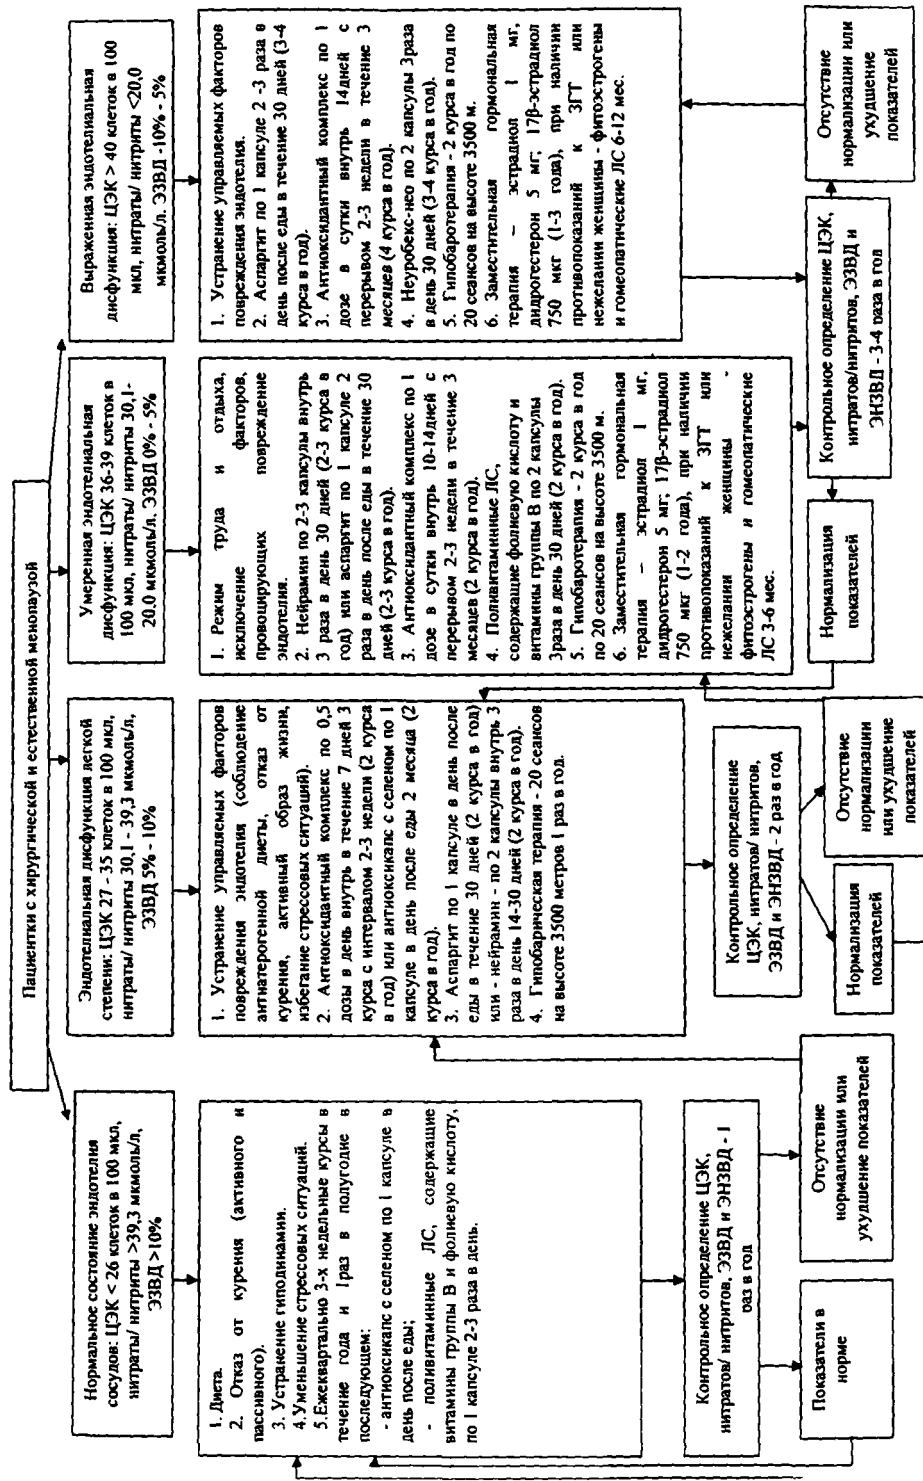 Пациентки с хирургической и естественной менопаузой
Нормальное состояние эндотелия
сосудов: ЦЭК < 26 клеток в 100 мкл,
нитраты/ нитриты >39,3 мкмоль/л,
ЭЗВД >10%
1. Диета.
2. Отказ от курения (активного и
пассивного).
3. Устранение гиподинамии.
4.Уменьшение стрессовых ситуаций.
5.Ежеквартально 3-х недельные курсы в
течение года и 1раз в полугодие в
последующем:
- антиоксикапс с селеном по 1 капсуле в
день после еды;
- поливитаминные ЛС, содержащие
витамины группы В и фолиевую кислоту,
по 1 капсуле 2-3 раза в день.
Контрольное определение ЦЭК,
нитратов/ нитритов, ЭЗВД и ЭНЗВД - 1
раз в год
Показатели в
норме
Отсутствие
нормализации или
ухудшение показателей
Эндотелиальная дисфункция легкой
степени: ЦЭК 27 - 35 клеток в 100 мкл,
нитраты/ нитриты 30,1 - 39,3 мкмоль/л,
ЭЗВД 5% - 10%
1. Устранение управляемых факторов
повреждения эндотелия (соблюдение
антиатерогенной диеты, отказ от
курения, активный образ жизни,
избегание стрессовых ситуаций).
2. Антиоксидантный комплекс по 0,5
дозы в день внутрь в течение 7 дней 3
курса с интервалом 2-3 недели (2 курса
в год) или антиоксикапс с селеном по 1
капсуле в день после еды 2 месяца (2
курса в год).
3. Аспаргит по 1 капсуле в день после
еды в течение 30 дней (2 курса в год)
или - нейрамин - по 2 капсулы внутрь 3
раза в день 14-30 дней (2 курса в год).
4. Гипобарическая терапия - 20 сеансов
на высоте 3500 метров 1 раз в год.
Контрольное определение
ЦЭК, нитратов/ нитритов,
ЭЗВД и ЭНЗВД - 2 раз в год
Нормализация
показателей
Отсутствие
нормализации
или ухудшение
показателей
Умеренная эндотелиальная
дисфункция: ЦЭК 36-39 клеток в
100 мкл, нитраты/ нитриты 30,1-
20,0 мкмоль/л. ЭЗВД 0% - 5%
1. Режим труда и отдыха,
исключение факторов,
провоцирующих повреждение
эндотелия.
2. Нейрамин по 2-3 капсулы внутрь
3 раза в день 30 дней (2-3 курса в
год) или аспаргит по 1 капсуле 2
раза в день после еды в течение 30
дней (2-3 курса в год).
3. Антиоксидантный комплекс по 1
дозе в сутки внутрь 10-14дней с
перерывом 2-3 недели в течение 3
месяцев (2 курса в год).
4. Поливитаминные ЛС,
содержащие фолиевую кислоту и
витамины группы В по 2 капсулы
3раза в день 30 дней (2 курса в год).
5. Гипобаротерапия - 2 курса в год
по 20 сеансов на высоте 3500 м.
6. Заместительная гормональная
терапия – эстрадиол 1 мг,
дидрогестерон 5 мг; 17β-эстрадиол
750 мкг (1-2 года), при наличии
противопоказаний к ЗГТ или
нежелании женщины -
фитоэстрогены и гомеопатические
ЛС 3-6 мес.
Нормализация
показателей
Выраженная эндотелиальная
дисфункция: ЦЭК > 40 клеток в 100
мкл, нитраты/ нитриты <20,0
мкмоль/л. ЭЗВД -10% - 5%
1. Устранение управляемых факторов
повреждения эндотелия.
2. Аспаргит по 1 капсуле 2 -3 раза в
день после еды в течение 30 дней (3-4
курса в год).
3. Антиоксидантный комплекс по 1
дозе в сутки внутрь 14дней с
перерывом 2-3 недели в течение 3
месяцев (4 курса в год).
4. Неуробекс-нео по 2 капсулы 3раза
в день 30 дней (3-4 курса в год).
5. Гипобаротерапия - 2 курса в год по
20 сеансов на высоте 3500 м.
6. Заместительная гормональная
терапия – эстрадиол 1 мг,
дидрогестерон 5 мг; 17β-эстрадиол
750 мкг (1-3 года), при наличии
противопоказаний к ЗГТ или
нежелании женщины - фитоэстрогены
и гомеопатические ЛС 6-12 мес.
Контрольное определение ЦЭК,
нитратов/нитритов, ЭЗВД и
ЭНЗВД - 3-4 раза в год
Отсутствие
нормализации или
ухудшение
показателей